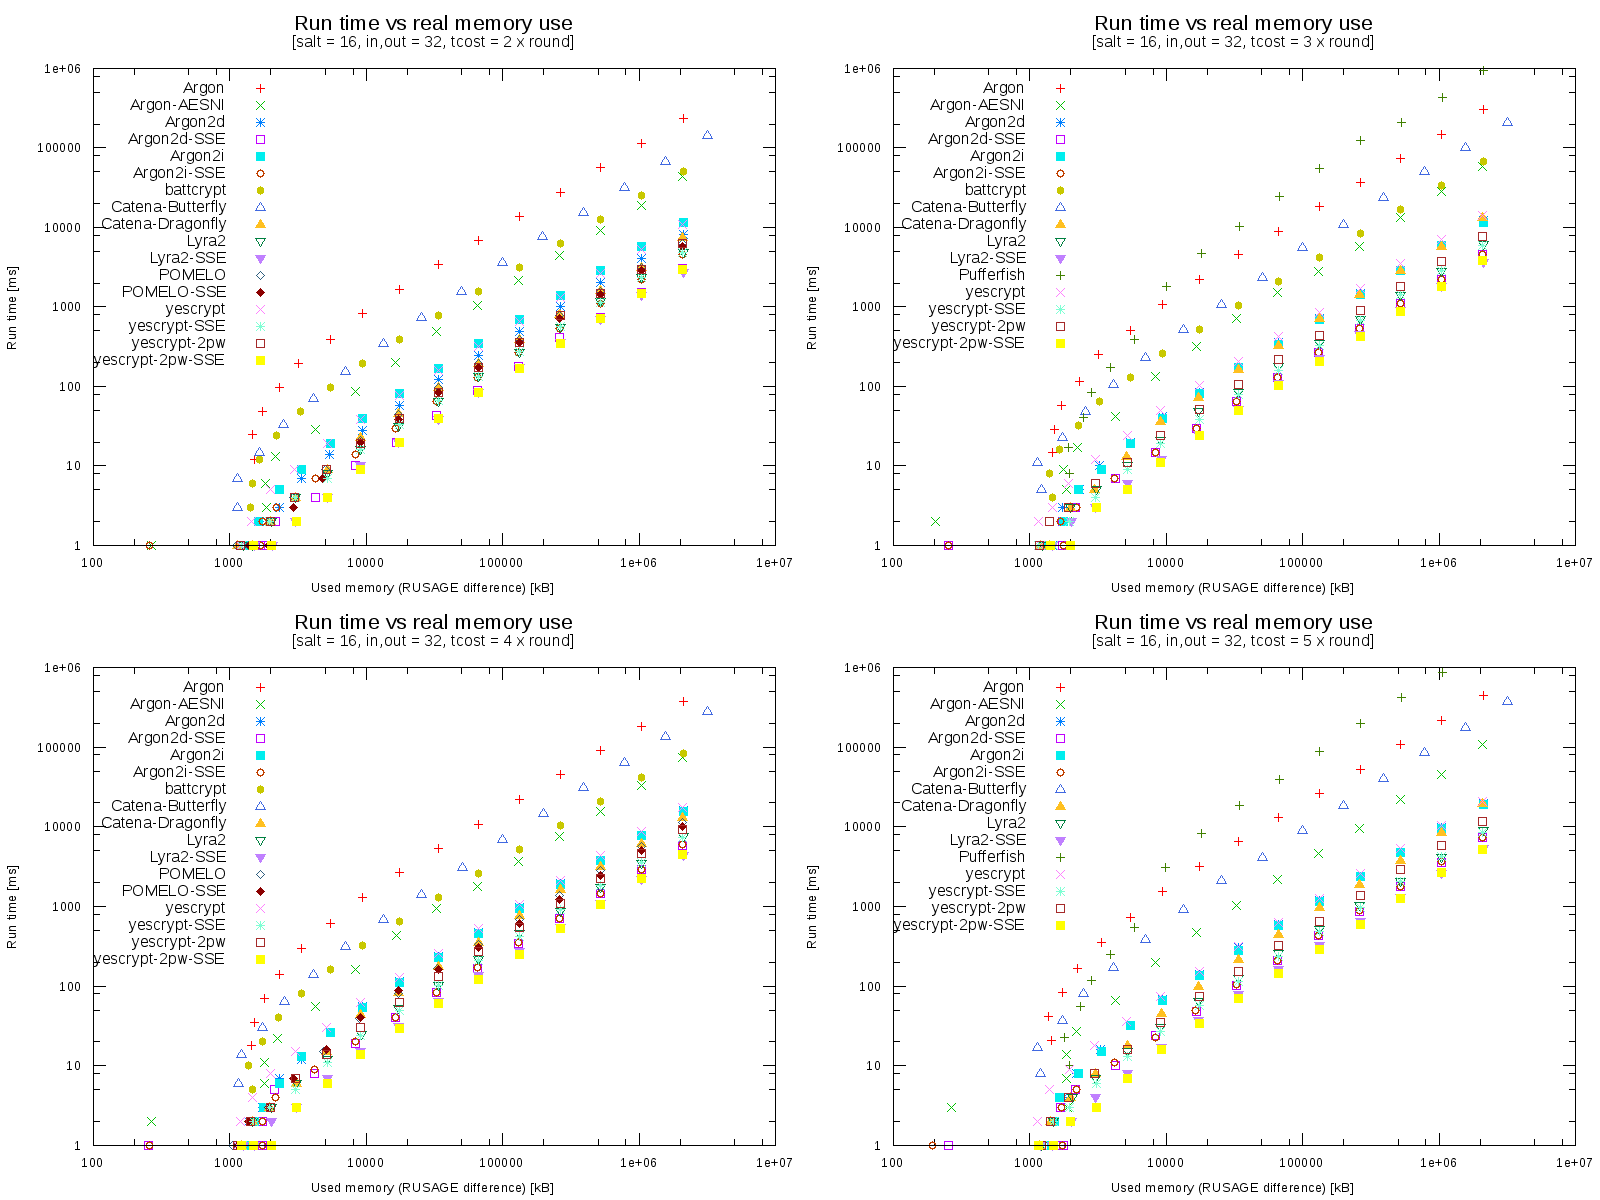 Run time vs real memory use
[salt = 16, in,out = 32, tcost = 2 x round]
1e+06
100000
10000
1000
100
10
1
Run time [ms]
Argon
Argon-AESNI
Argon2d
Argon2d-SSE
Argon2i
Argon2i-SSE
battcrypt
Catena-Butterfly
Catena-Dragonfly
Lyra2
Lyra2-SSE
POMELO
POMELO-SSE
yescrypt
yescrypt-SSE
yescrypt-2pw
yescrypt-2pw-SSE
100 1000 10000 100000 1e+06 1e+07
Used memory (RUSAGE difference) [kB]
Run time vs real memory use
[salt = 16, in,out = 32, tcost = 3 x round]
1e+06
100000
10000
1000
100
10
1
Run time [ms]
Argon
Argon-AESNI
Argon2d
Argon2d-SSE
Argon2i
Argon2i-SSE
battcrypt
Catena-Butterfly
Catena-Dragonfly
Lyra2
Lyra2-SSE
Pufferfish
yescrypt
yescrypt-SSE
yescrypt-2pw
yescrypt-2pw-SSE
100 1000 10000 100000 1e+06 1e+07
Used memory (RUSAGE difference) [kB]
Run time vs real memory use
[salt = 16, in,out = 32, tcost = 4 x round]
1e+06
100000
10000
1000
100
10
1
Run time [ms]
Argon
Argon-AESNI
Argon2d
Argon2d-SSE
Argon2i
Argon2i-SSE
battcrypt
Catena-Butterfly
Catena-Dragonfly
Lyra2
Lyra2-SSE
POMELO
POMELO-SSE
yescrypt
yescrypt-SSE
yescrypt-2pw
yescrypt-2pw-SSE
100 1000 10000 100000 1e+06 1e+07
Used memory (RUSAGE difference) [kB]
Run time vs real memory use
[salt = 16, in,out = 32, tcost = 5 x round]
1e+06
100000
10000
1000
100
10
1
Run time [ms]
Argon
Argon-AESNI
Argon2d
Argon2d-SSE
Argon2i
Argon2i-SSE
Catena-Butterfly
Catena-Dragonfly
Lyra2
Lyra2-SSE
Pufferfish
yescrypt
yescrypt-SSE
yescrypt-2pw
yescrypt-2pw-SSE
100 1000 10000 100000 1e+06 1e+07
Used memory (RUSAGE difference) [kB]